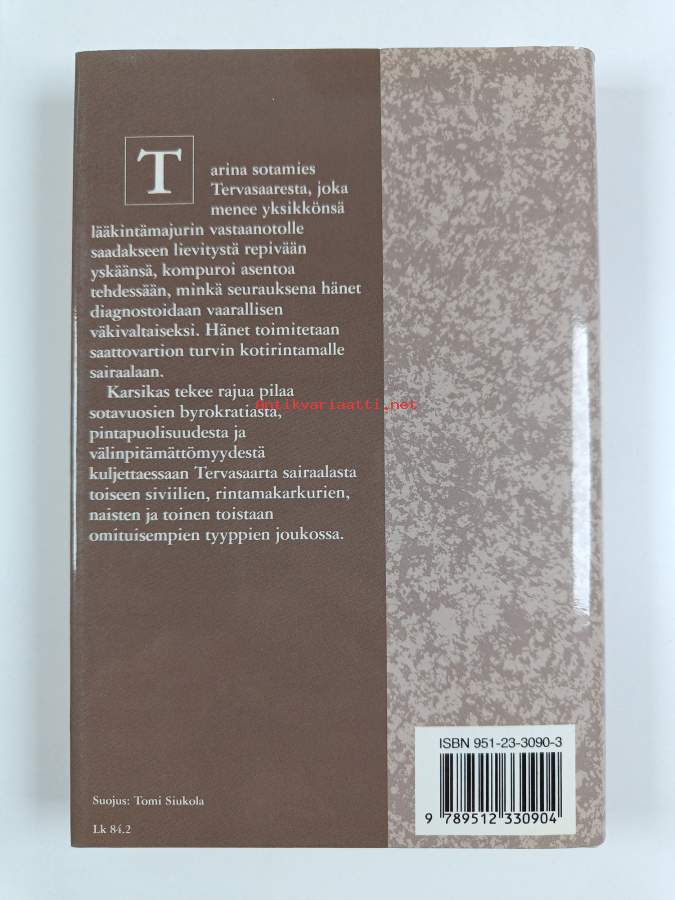 Tarina sotamies
Tervasaaresta, joka
menee yksikkönsä
lääkintämajurin vastaanotolle
saadakseen lievitystä repivään
yskäänsä, kompuroi asentoa
tehdessään, minkä seurauksena hänet
diagnostoidaan vaarallisen
väkivaltaiseksi. Hänet toimitetaan
saattovartion turvin kotirintamalle
sairaalaan.
Karsikas tekee rajua pilaa
sotavuosien byrokratiasta,
pintapuolisuudesta ja
välinpitämättömyydestä
kuljettaessaan Tervasaarta sairaalasta
toiseen siviilien, rintamakarkurien,
naisten ja toinen toistaan
omituisempien tyyppien joukossa.
Antikvariaatti.net
Suojus: Tomi Siukola
Lk 84.2
ISBN 951-23-3090-3
9 789512 330904